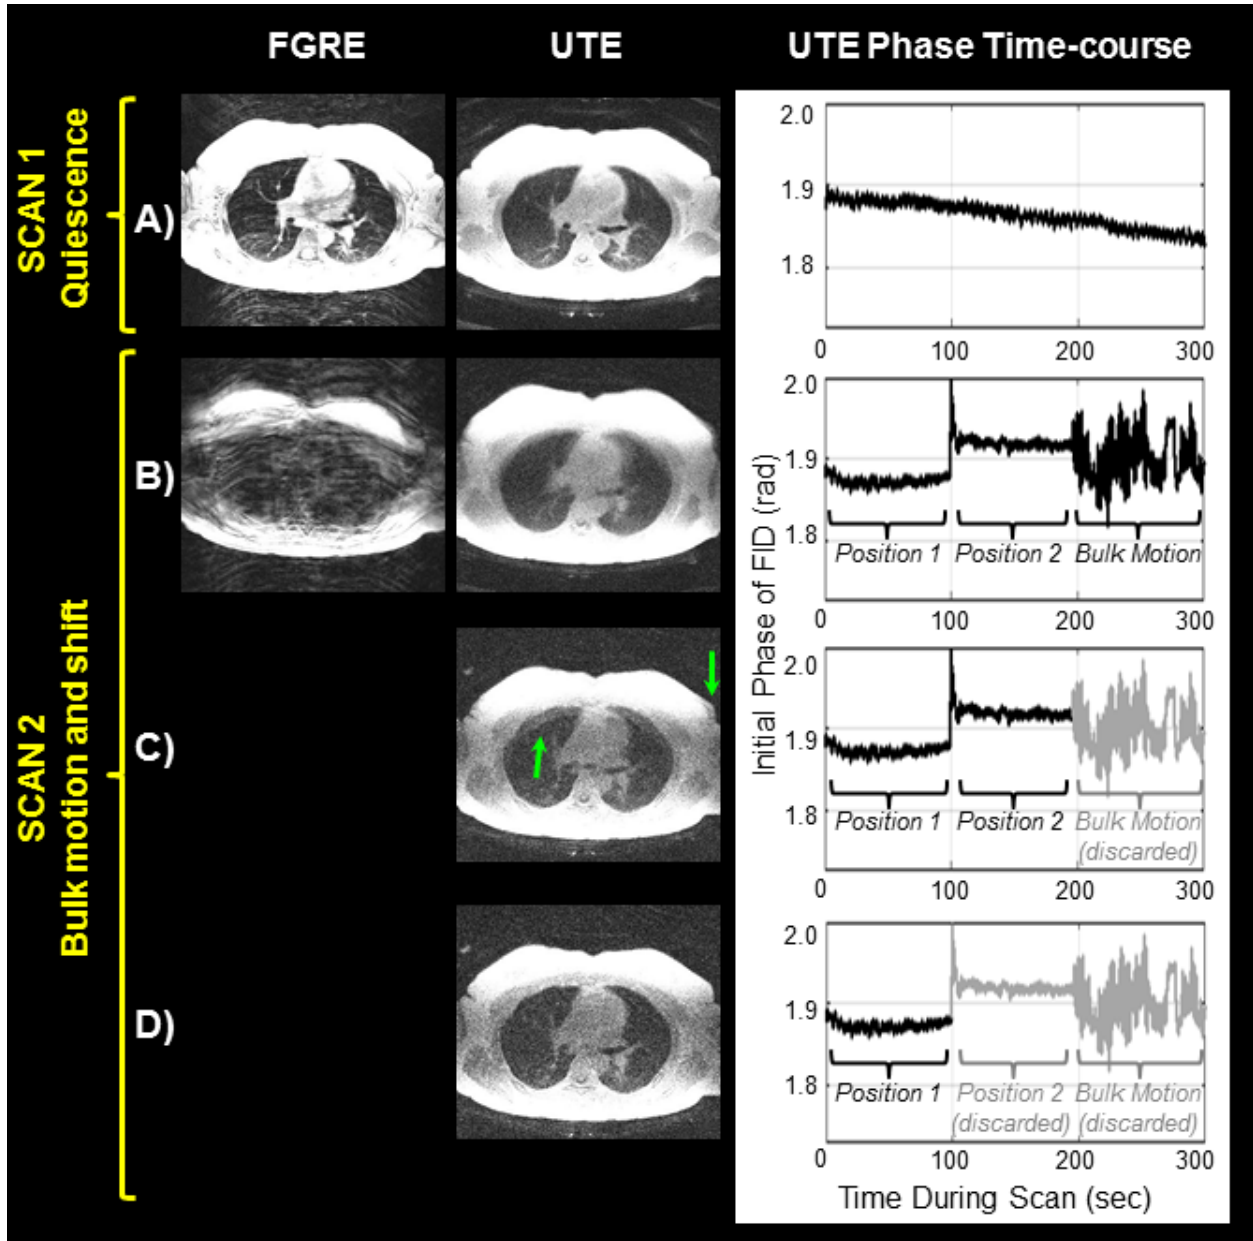 FGRE
UTE
UTE Phase Time-course
SCAN 1
Quiescence
A)
2.0
1.9
1.8
0
100
200
300
SCAN 2
Bulk motion and shift
B)
2.0
1.9
1.8
Position 1
Position 2
Bulk Motion
0
100
200
300
Initial Phase of FID (rad)
C)
2.0
1.9
1.8
Position 1
Position 2
Bulk Motion
(discarded)
0
100
200
300
D)
2.0
1.9
1.8
Position 1
Position 2
(discarded)
Bulk Motion
(discarded)
0
100
200
300
Time During Scan (sec)